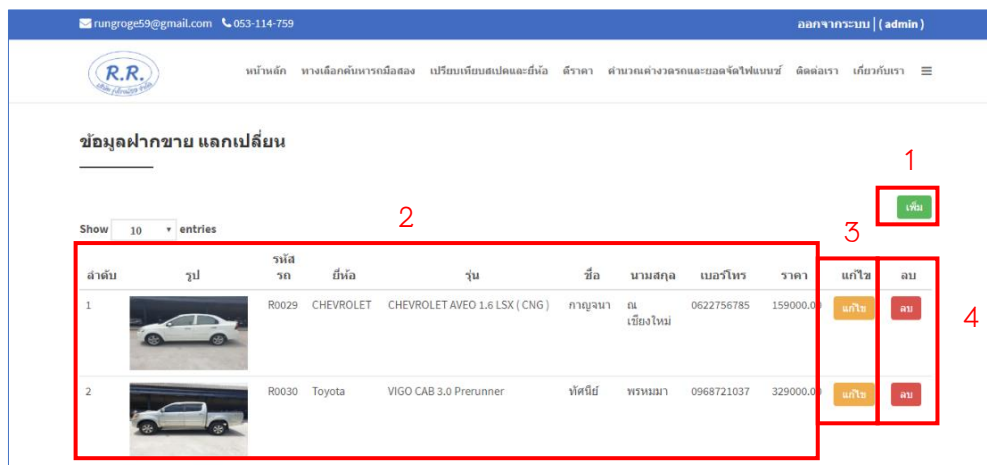 rungroge59@gmail.com 053-114-759 ออกจากระบบ | ( admin )
R.R. หน้าหลัก ทางเลือกค้นหารถมือสอง เปรียบเทียบสเปคและยี่ห้อ ตีราคา คำนวณค่างวดรถและยอดจัดไฟแนนซ์ ติดต่อเรา เกี่ยวกับเรา
ข้อมูลฝากขาย แลกเปลี่ยน
1
เพิ่ม
2
3
Show 10 entries
ลำดับ รูป รหัสรถ ยี่ห้อ รุ่น ชื่อ นามสกุล เบอร์โทร ราคา แก้ไข ลบ
1 R0029 CHEVROLET CHEVROLET AVEO 1.6 LSX ( CNG ) กาญจนา ณ เชียงใหม่ 0622756785 159000.00 แก้ไข ลบ
4
2 R0030 Toyota VIGO CAB 3.0 Prerunner ทัศนีย์ พรหมมา 0968721037 329000.00 แก้ไข ลบ